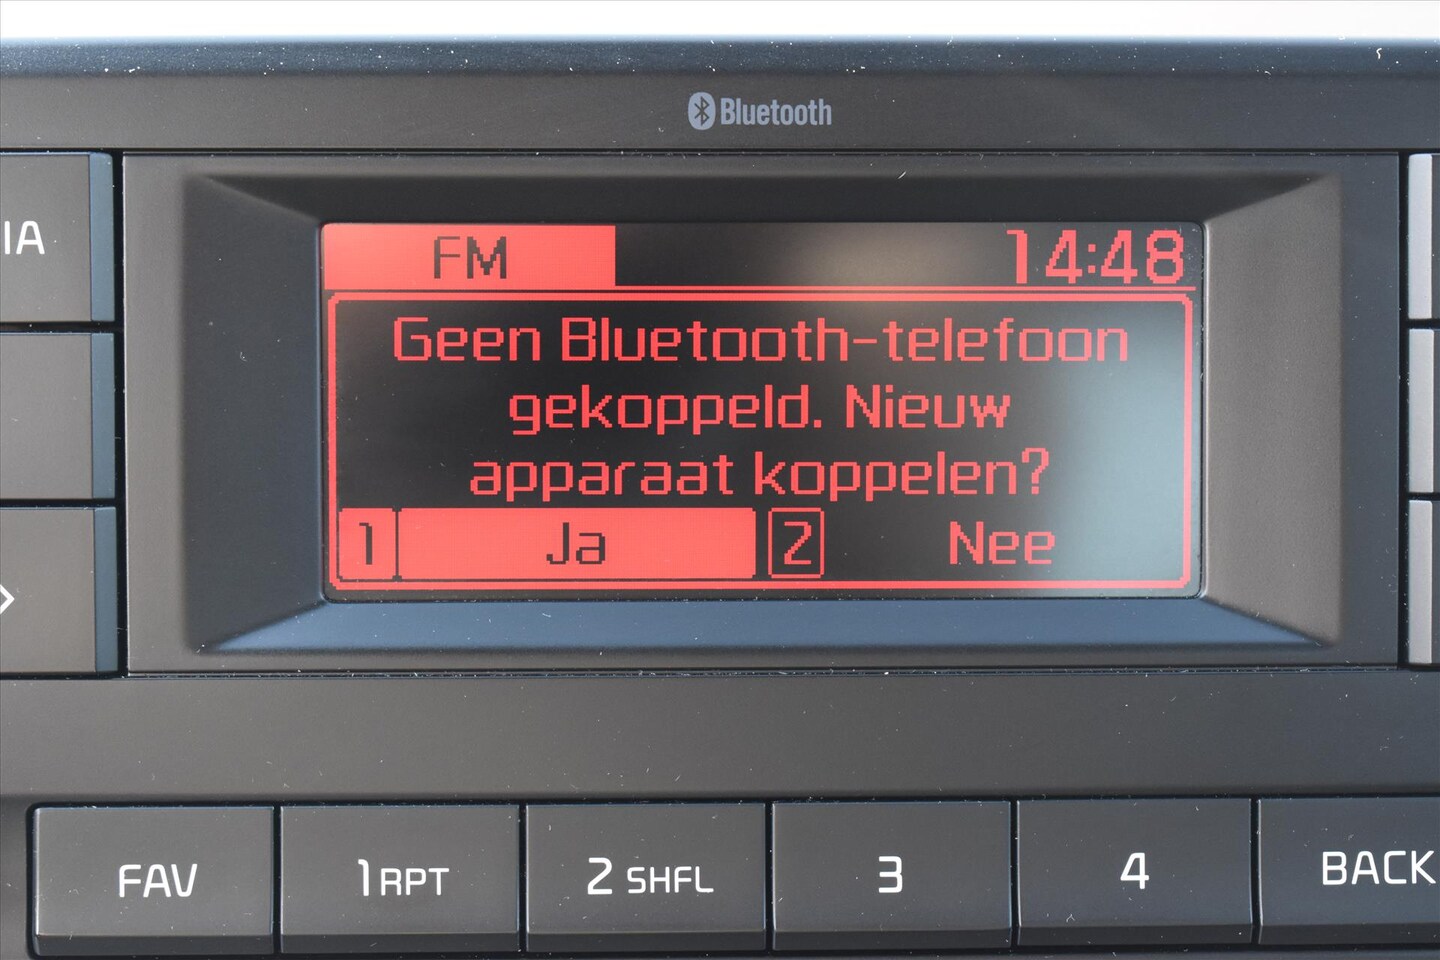 Bluetooth
IA
FM 14:48
Geen Bluetooth-telefoon
gekoppeld. Nieuw
apparaat koppelen?
1 Ja 2 Nee
FAV 1 RPT 2 SHFL 3 4 BACK